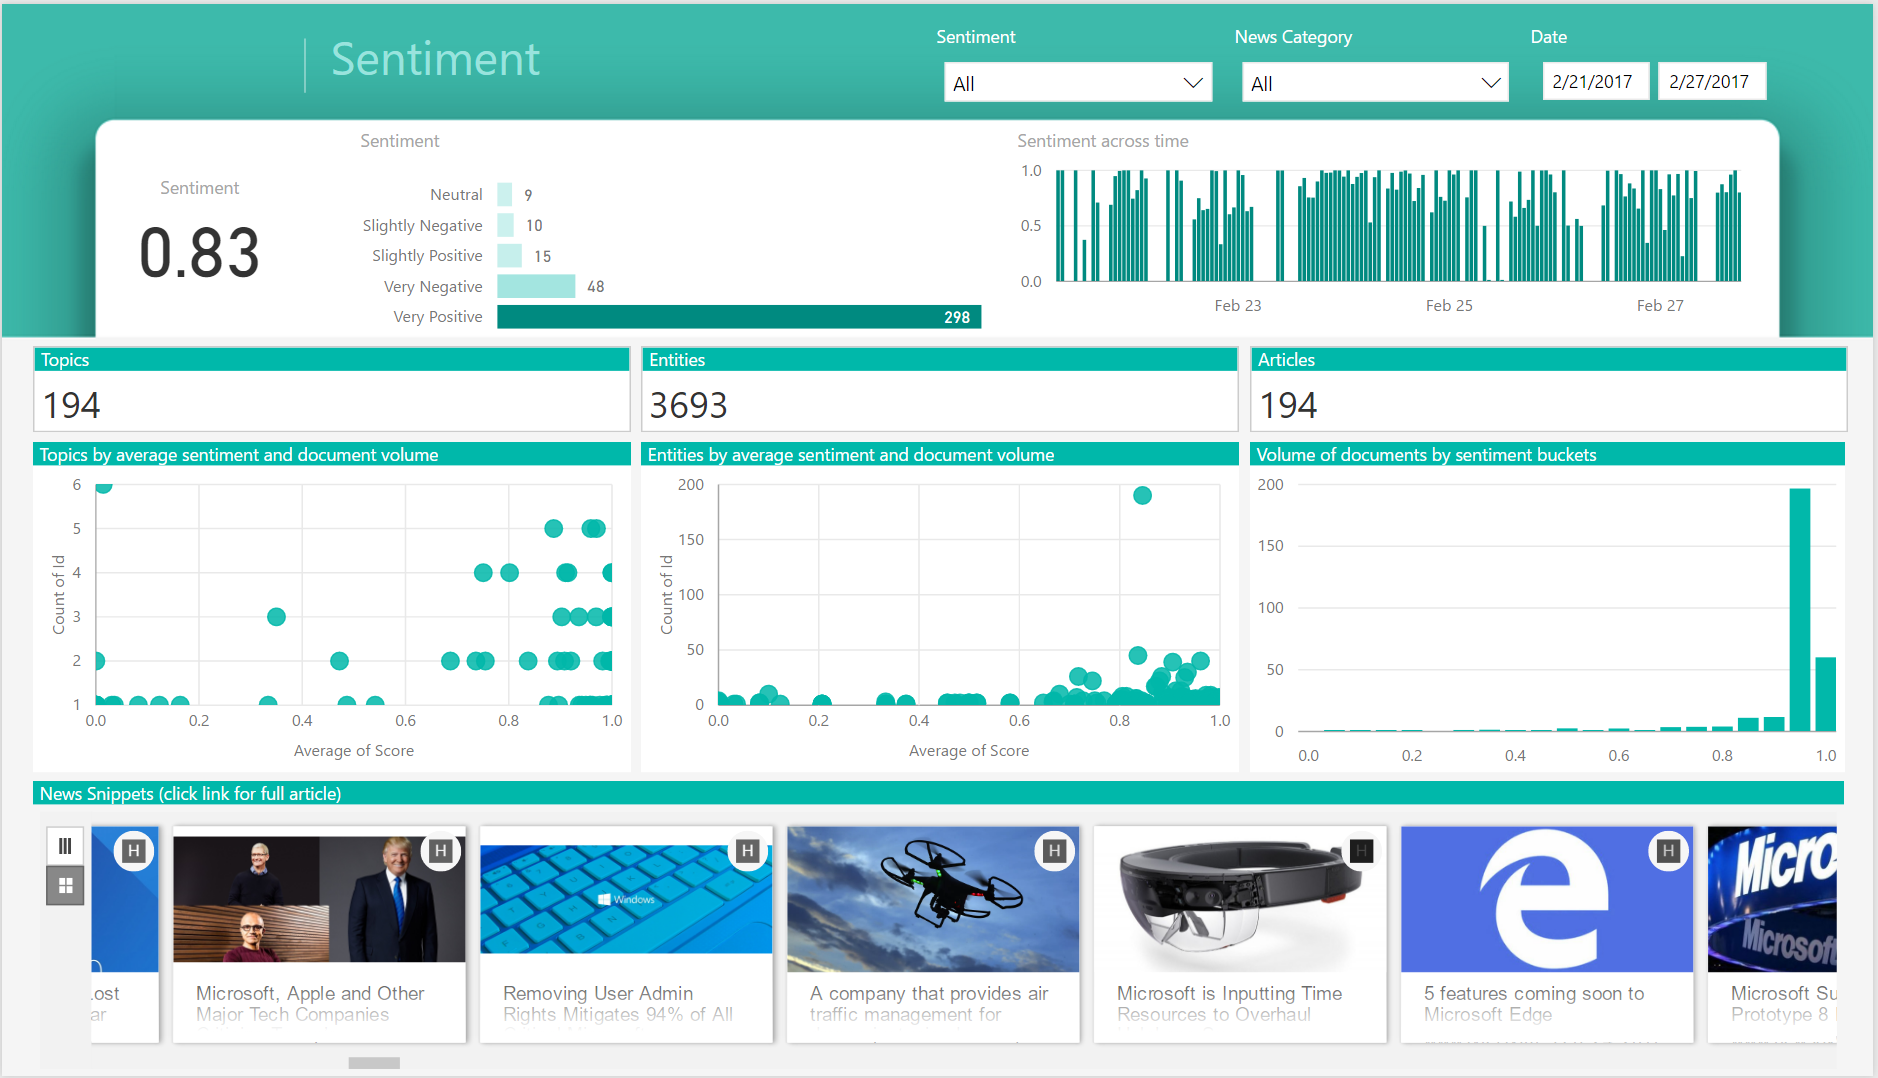 Sentiment
Sentiment
All
News Category
All
Date
2/21/2017
2/27/2017
Sentiment
0.83
Sentiment
Neutral 9
Slightly Negative 10
Slightly Positive 15
Very Negative 48
Very Positive 298
Sentiment across time
1.0
0.5
0.0
Feb 23 Feb 25 Feb 27
Topics
194
Entities
3693
Articles
194
Topics by average sentiment and document volume
Count of Id
6
5
4
3
2
1
0.0 0.2 0.4 0.6 0.8 1.0
Average of Score
Entities by average sentiment and document volume
Count of Id
200
150
100
50
0
0.0 0.2 0.4 0.6 0.8 1.0
Average of Score
Volume of documents by sentiment buckets
200
150
100
50
0
0.0 0.2 0.4 0.6 0.8 1.0
News Snippets (click link for full article)
H
ost
ar
H
Microsoft, Apple and Other
Major Tech Companies
H
Windows
Removing User Admin
Rights Mitigates 94% of All
H
A company that provides air
traffic management for
H
Microsoft is Inputting Time
Resources to Overhaul
H
5 features coming soon to
Microsoft Edge
Micro
Microsoft
Microsoft Su
Prototype 8